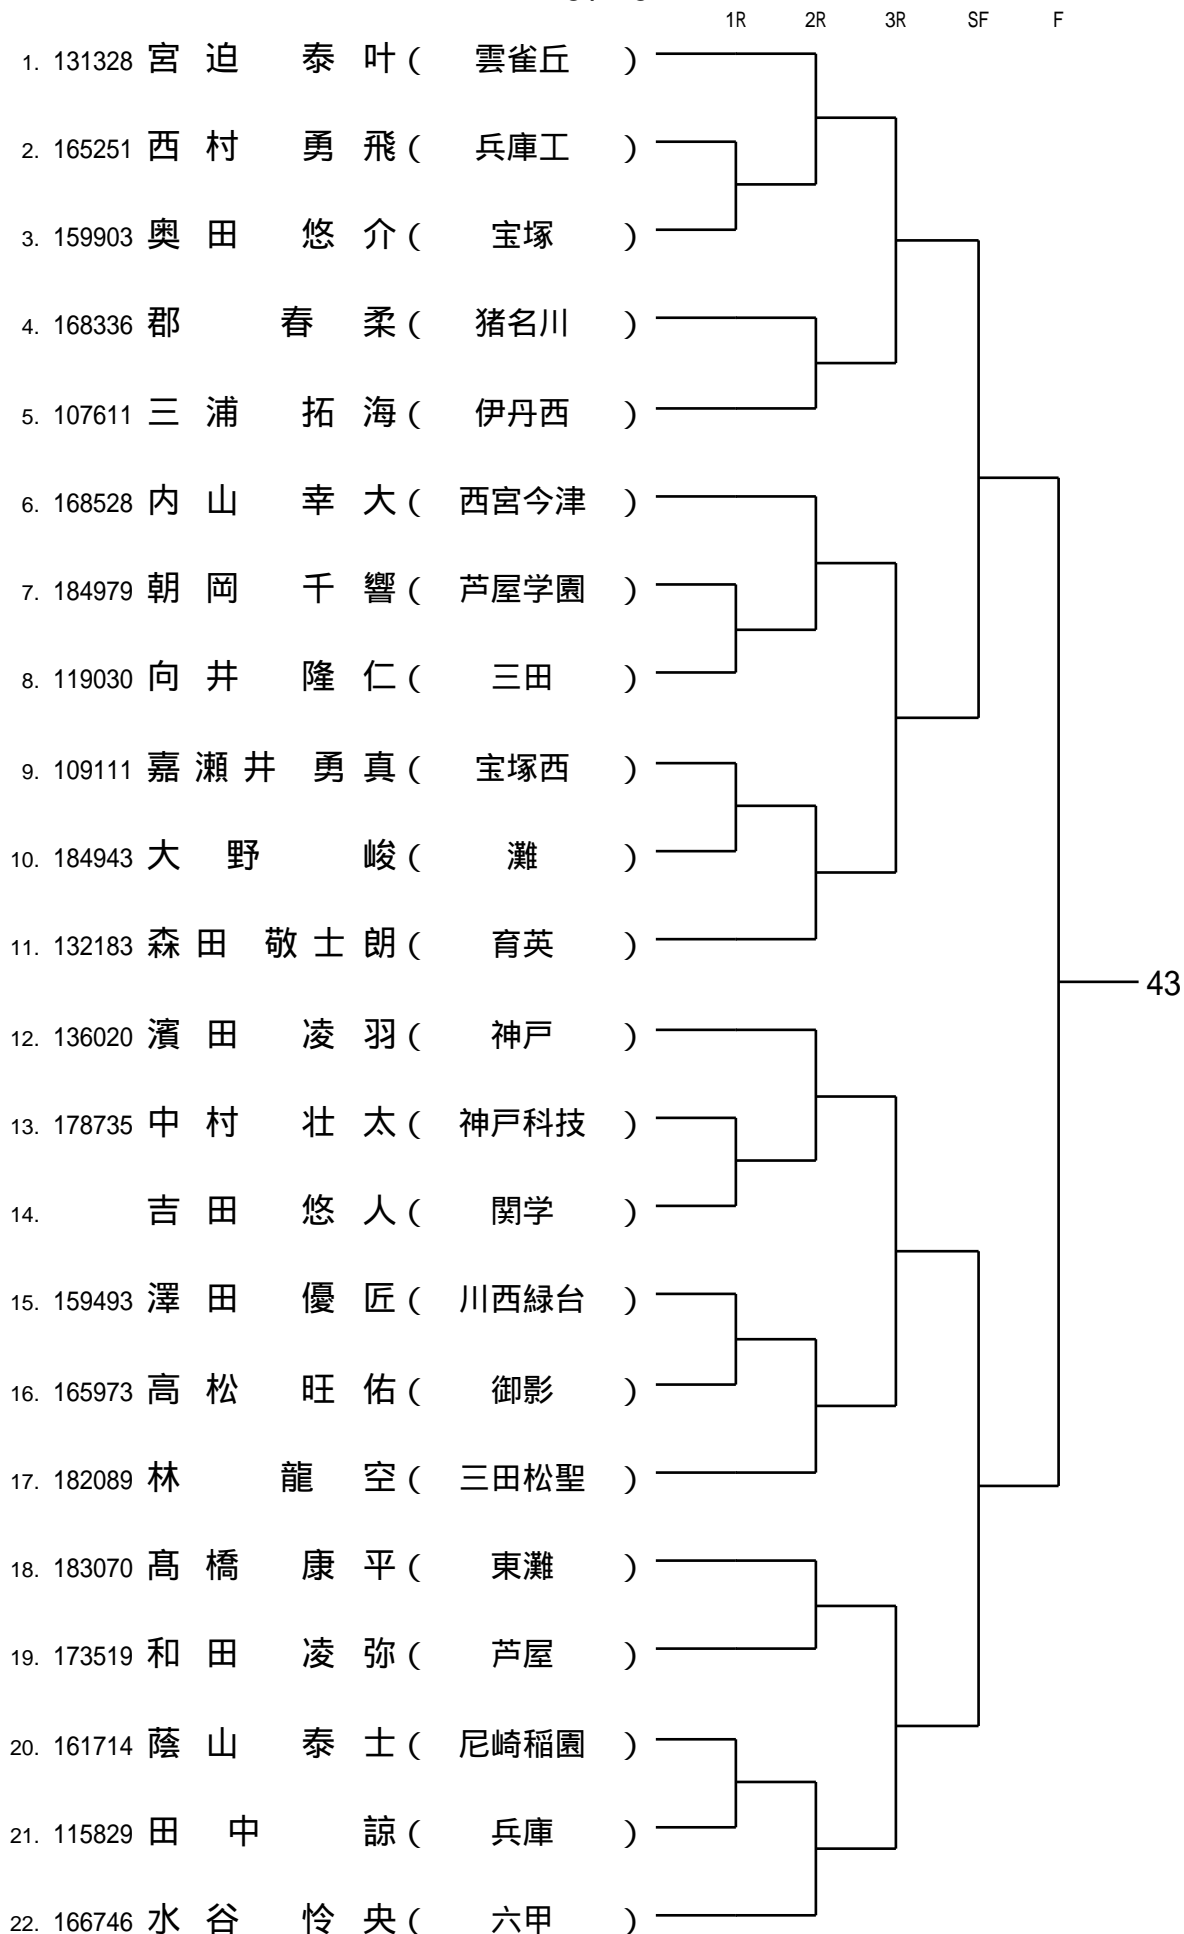 1R 2R 3R SF F
1. 131328 宮迫 泰叶 ( 雲雀丘 )
2. 165251 西村 勇飛 ( 兵庫工 )
3. 159903 奥田 悠介 ( 宝塚 )
4. 168336 郡 春柔 ( 猪名川 )
5. 107611 三浦 拓海 ( 伊丹西 )
6. 168528 内山 幸大 ( 西宮今津 )
7. 184979 朝岡 千響 ( 芦屋学園 )
8. 119030 向井 隆仁 ( 三田 )
9. 109111 嘉瀬井 勇真 ( 宝塚西 )
10. 184943 大野 峻 ( 灘 )
11. 132183 森田 敬士朗 ( 育英 )
43
12. 136020 濱田 凌羽 ( 神戸 )
13. 178735 中村 壮太 ( 神戸科技 )
14. 吉田 悠人 ( 関学 )
15. 159493 澤田 優匠 ( 川西緑台 )
16. 165973 高松 旺佑 ( 御影 )
17. 182089 林 龍空 ( 三田松聖 )
18. 183070 髙橋 康平 ( 東灘 )
19. 173519 和田 凌弥 ( 芦屋 )
20. 161714 蔭山 泰士 ( 尼崎稲園 )
21. 115829 田中 諒 ( 兵庫 )
22. 166746 水谷 怜央 ( 六甲 )